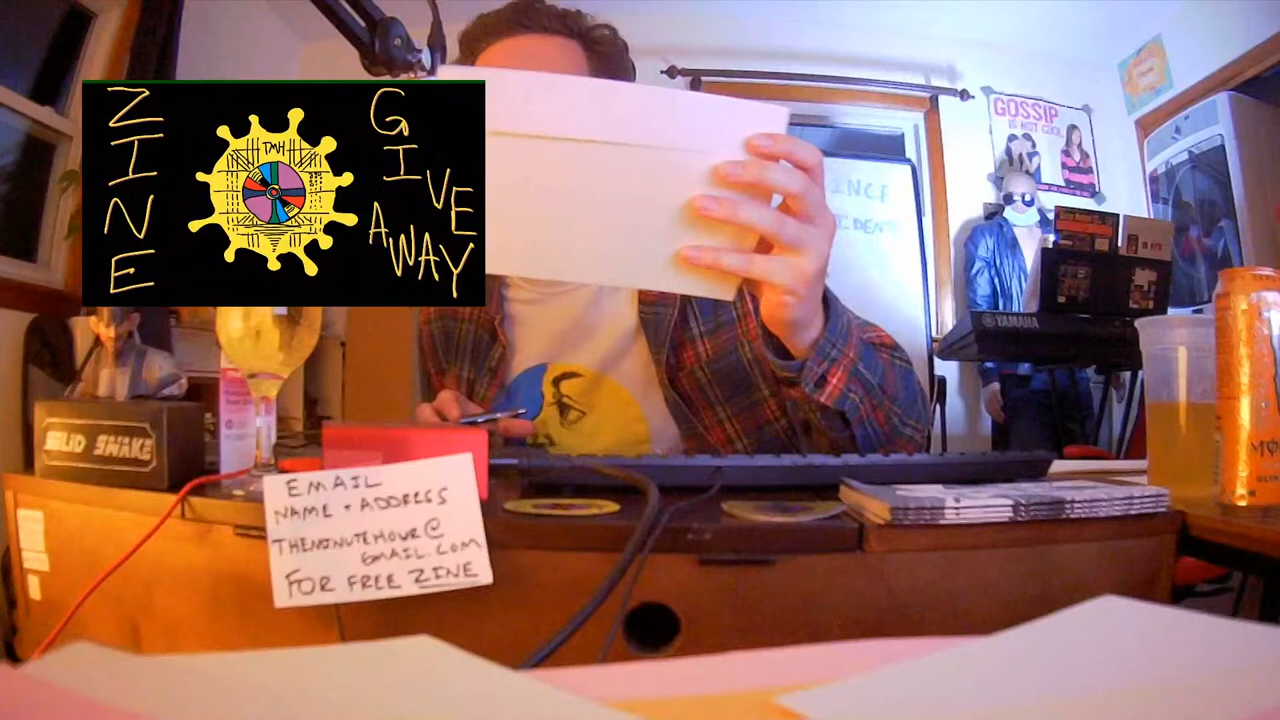 ZINE
GIVE
AWAY
TMH
GOSSIP
IS NOT COOL
YAMAHA
SOLID SNAKE
EMAIL
NAME + ADDRESS
THEMINUTEHOUR@
GMAIL.COM
FOR FREE ZINE